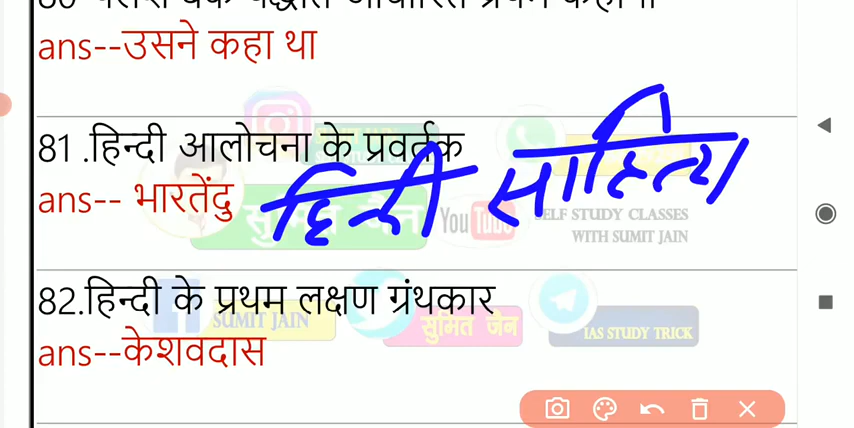 ans--उसने कहा था
81 .हिन्दी आलोचना के प्रवर्तक
ans-- भारतेंदु
हिन्दी साहित्य
सुमित जैन
YouTube
SELF STUDY CLASSES
WITH SUMIT JAIN
82.हिन्दी के प्रथम लक्षण ग्रंथकार
SUMIT JAIN
सुमित जैन
IAS STUDY TRICK
ans--केशवदास